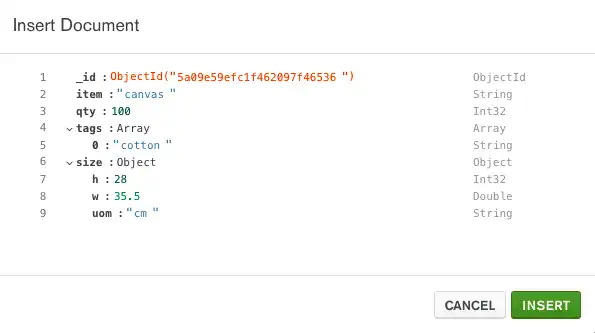 Insert Document
1 _id : ObjectId("5a09e59efc1f462097f46536 ") ObjectId
2 item : "canvas " String
3 qty : 100 Int32
4 tags : Array Array
5 0 : "cotton " String
6 size : Object Object
7 h : 28 Int32
8 w : 35.5 Double
9 uom : "cm " String
CANCEL INSERT